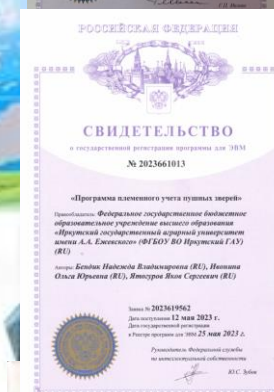 РОССИЙСКАЯ ФЕДЕРАЦИЯ
СВИДЕТЕЛЬСТВО
о государственной регистрации программы для ЭВМ
№ 2023661013
«Программа племенного учета пушных зверей»
Правообладатель: Федеральное государственное бюджетное
образовательное учреждение высшего образования
«Иркутский государственный аграрный университет
имени А.А. Ежевского» (ФГБОУ ВО Иркутский ГАУ)
(RU)
Авторы: Бендик Надежда Владимировна (RU), Ивонина
Ольга Юрьевна (RU), Ятогуров Яков Сергеевич (RU)
Заявка № 2023619562
Дата поступления 12 мая 2023 г.
Дата государственной регистрации
в Реестре программ для ЭВМ 25 мая 2023 г.
Руководитель Федеральной службы
по интеллектуальной собственности
Ю.С. Зубов